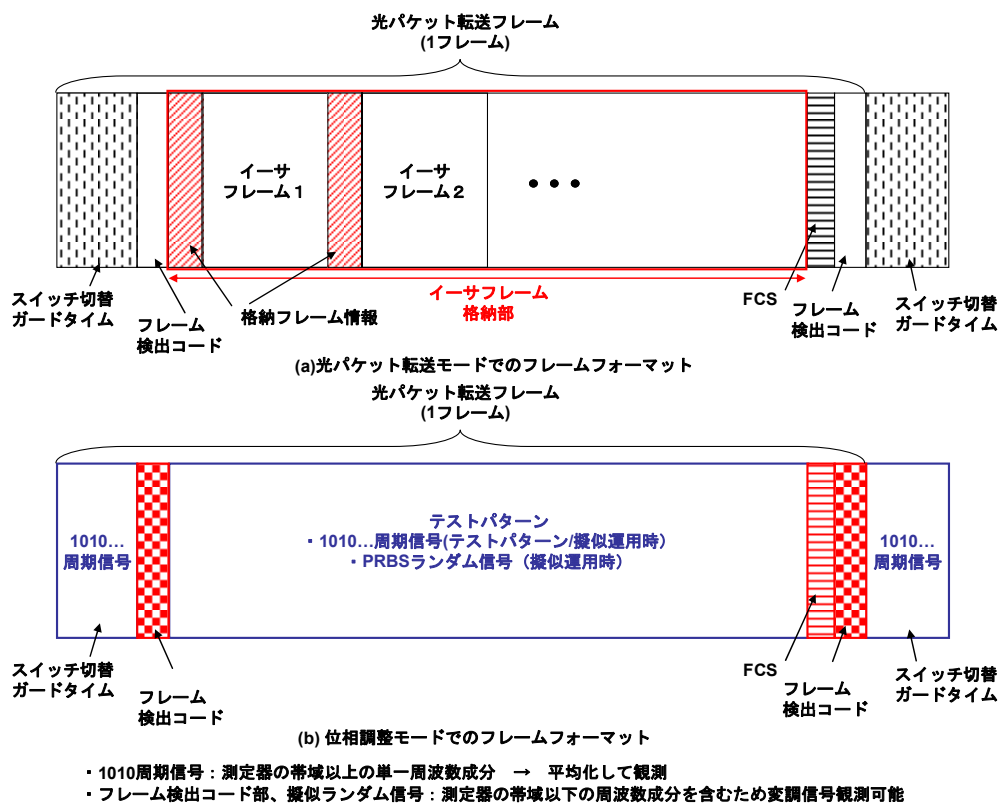 光パケット転送フレーム
(1フレーム)
イーサ
フレーム１
イーサ
フレーム２
•••
スイッチ切替
ガードタイム
フレーム
検出コード
格納フレーム情報
イーサフレーム
格納部
FCS
フレーム
検出コード
スイッチ切替
ガードタイム
(a)光パケット転送モードでのフレームフォーマット
光パケット転送フレーム
(1フレーム)
1010…
周期信号
テストパターン
・1010…周期信号(テストパターン/擬似運用時）
・PRBSランダム信号（擬似運用時）
1010…
周期信号
スイッチ切替
ガードタイム
フレーム
検出コード
FCS
フレーム
検出コード
スイッチ切替
ガードタイム
(b) 位相調整モードでのフレームフォーマット
・1010周期信号：測定器の帯域以上の単一周波数成分　→　平均化して観測
・フレーム検出コード部、擬似ランダム信号：測定器の帯域以下の周波数成分を含むため変調信号観測可能